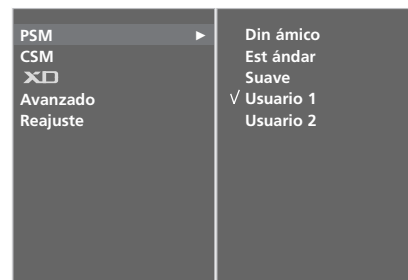 PSM ►
CSM
XD
Avanzado
Reajuste
Din ámico
Est ándar
Suave
√ Usuario 1
Usuario 2